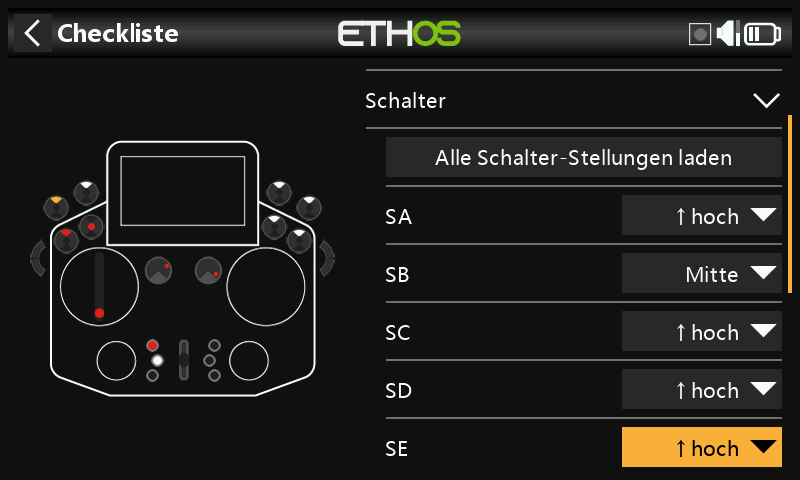 Checkliste
ETHOS
Schalter
Alle Schalter-Stellungen laden
SA
↑hoch
SB
Mitte
SC
↑hoch
SD
↑hoch
SE
↑hoch